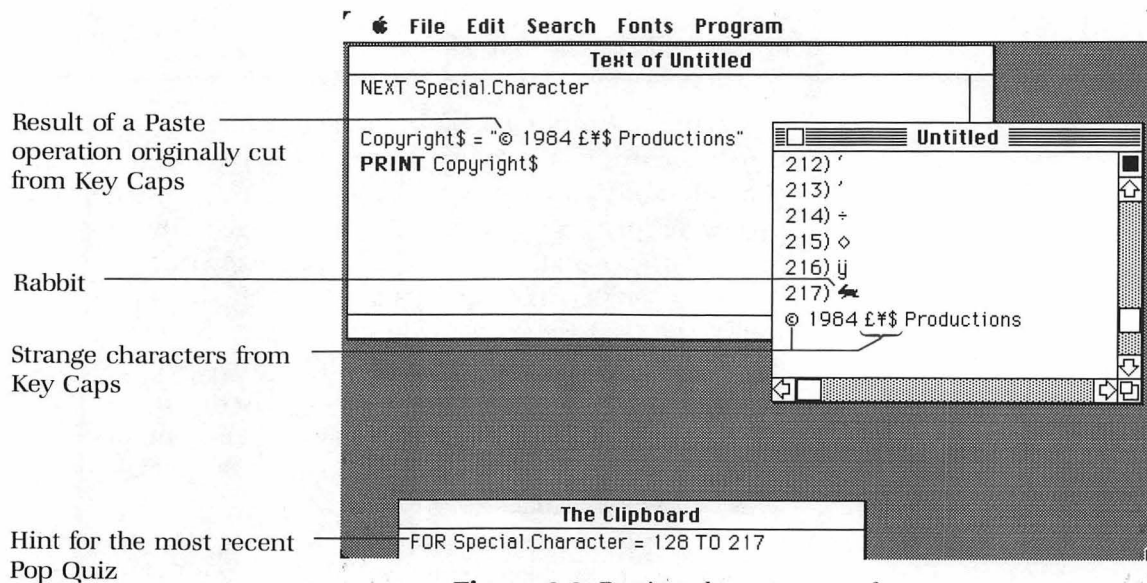 File Edit Search Fonts Program
Text of Untitled
NEXT Special.Character
Copyright$ = "© 1984 £¥$ Productions"
PRINT Copyright$
Untitled
212) ‘
213) ’
214) ÷
215) ◇
216) ÿ
217)
© 1984 £¥$ Productions
The Clipboard
FOR Special.Character = 128 TO 217
Result of a Paste
operation originally cut
from Key Caps
Rabbit
Strange characters from
Key Caps
Hint for the most recent
Pop Quiz